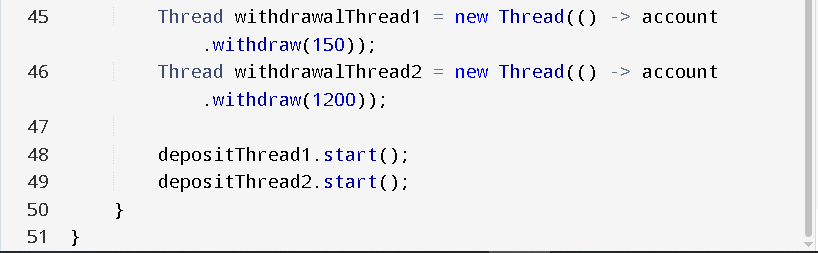 45 Thread withdrawalThread1 = new Thread(() -> account
.withdraw(150));
46 Thread withdrawalThread2 = new Thread(() -> account
.withdraw(1200));
47
48 depositThread1.start();
49 depositThread2.start();
50 }
51 }